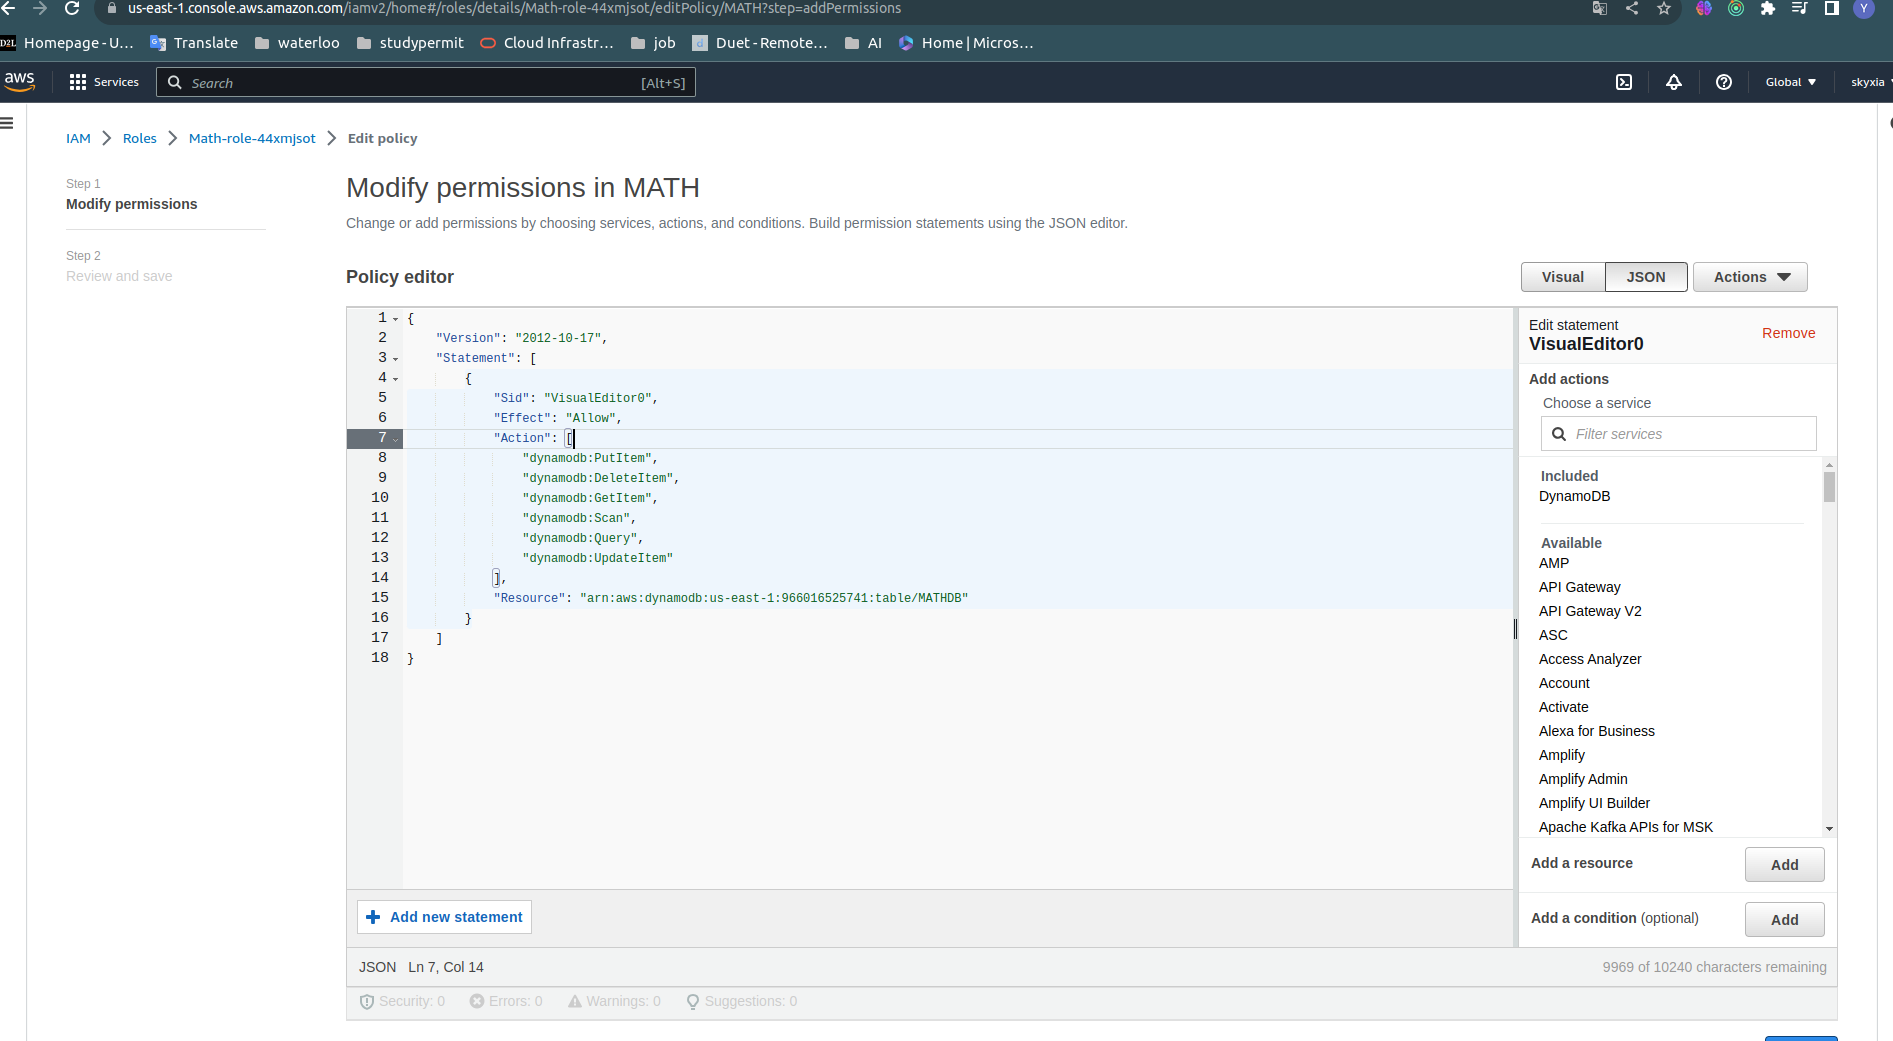 us-east-1.console.aws.amazon.com/iamv2/home#/roles/details/Math-role-44xmjsot/editPolicy/MATH?step=addPermissions
Y
D2L Homepage - U... Translate waterloo studypermit Cloud Infrastr... job d Duet - Remote... AI Home | Micros...
aws Services Search [Alt+S] Global skyxia
IAM Roles Math-role-44xmjsot Edit policy
Step 1
Modify permissions
Step 2
Review and save
Modify permissions in MATH
Change or add permissions by choosing services, actions, and conditions. Build permission statements using the JSON editor.
Policy editor
Visual JSON Actions
1 {
2 "Version": "2012-10-17",
3 "Statement": [
4 {
5 "Sid": "VisualEditor0",
6 "Effect": "Allow",
7 "Action": [
8 "dynamodb:PutItem",
9 "dynamodb:DeleteItem",
10 "dynamodb:GetItem",
11 "dynamodb:Scan",
12 "dynamodb:Query",
13 "dynamodb:UpdateItem"
14 ],
15 "Resource": "arn:aws:dynamodb:us-east-1:966016525741:table/MATHDB"
16 }
17 ]
18 }
Edit statement
VisualEditor0
Remove
Add actions
Choose a service
Filter services
Included
DynamoDB
Available
AMP
API Gateway
API Gateway V2
ASC
Access Analyzer
Account
Activate
Alexa for Business
Amplify
Amplify Admin
Amplify UI Builder
Apache Kafka APIs for MSK
Add a resource Add
Add a condition (optional) Add
Add new statement
JSON Ln 7, Col 14
9969 of 10240 characters remaining
Security: 0 Errors: 0 Warnings: 0 Suggestions: 0